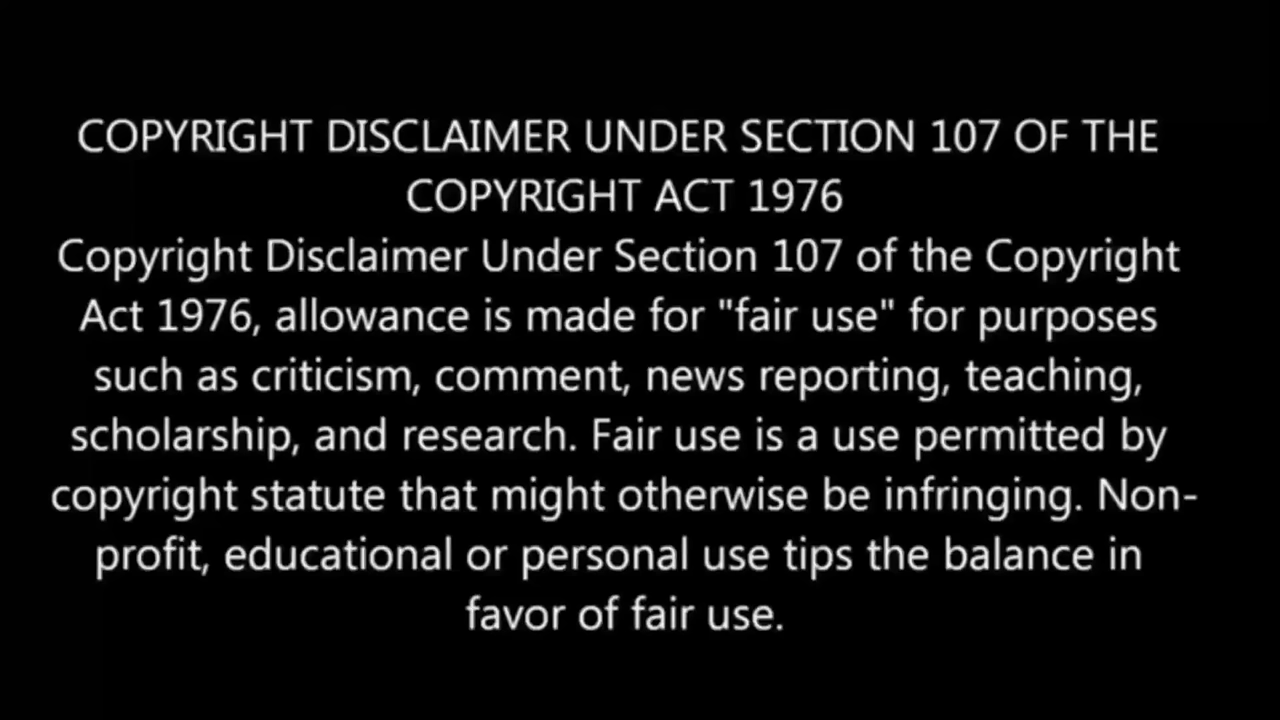 COPYRIGHT DISCLAIMER UNDER SECTION 107 OF THE
COPYRIGHT ACT 1976
Copyright Disclaimer Under Section 107 of the Copyright
Act 1976, allowance is made for "fair use" for purposes
such as criticism, comment, news reporting, teaching,
scholarship, and research. Fair use is a use permitted by
copyright statute that might otherwise be infringing. Non-
profit, educational or personal use tips the balance in
favor of fair use.